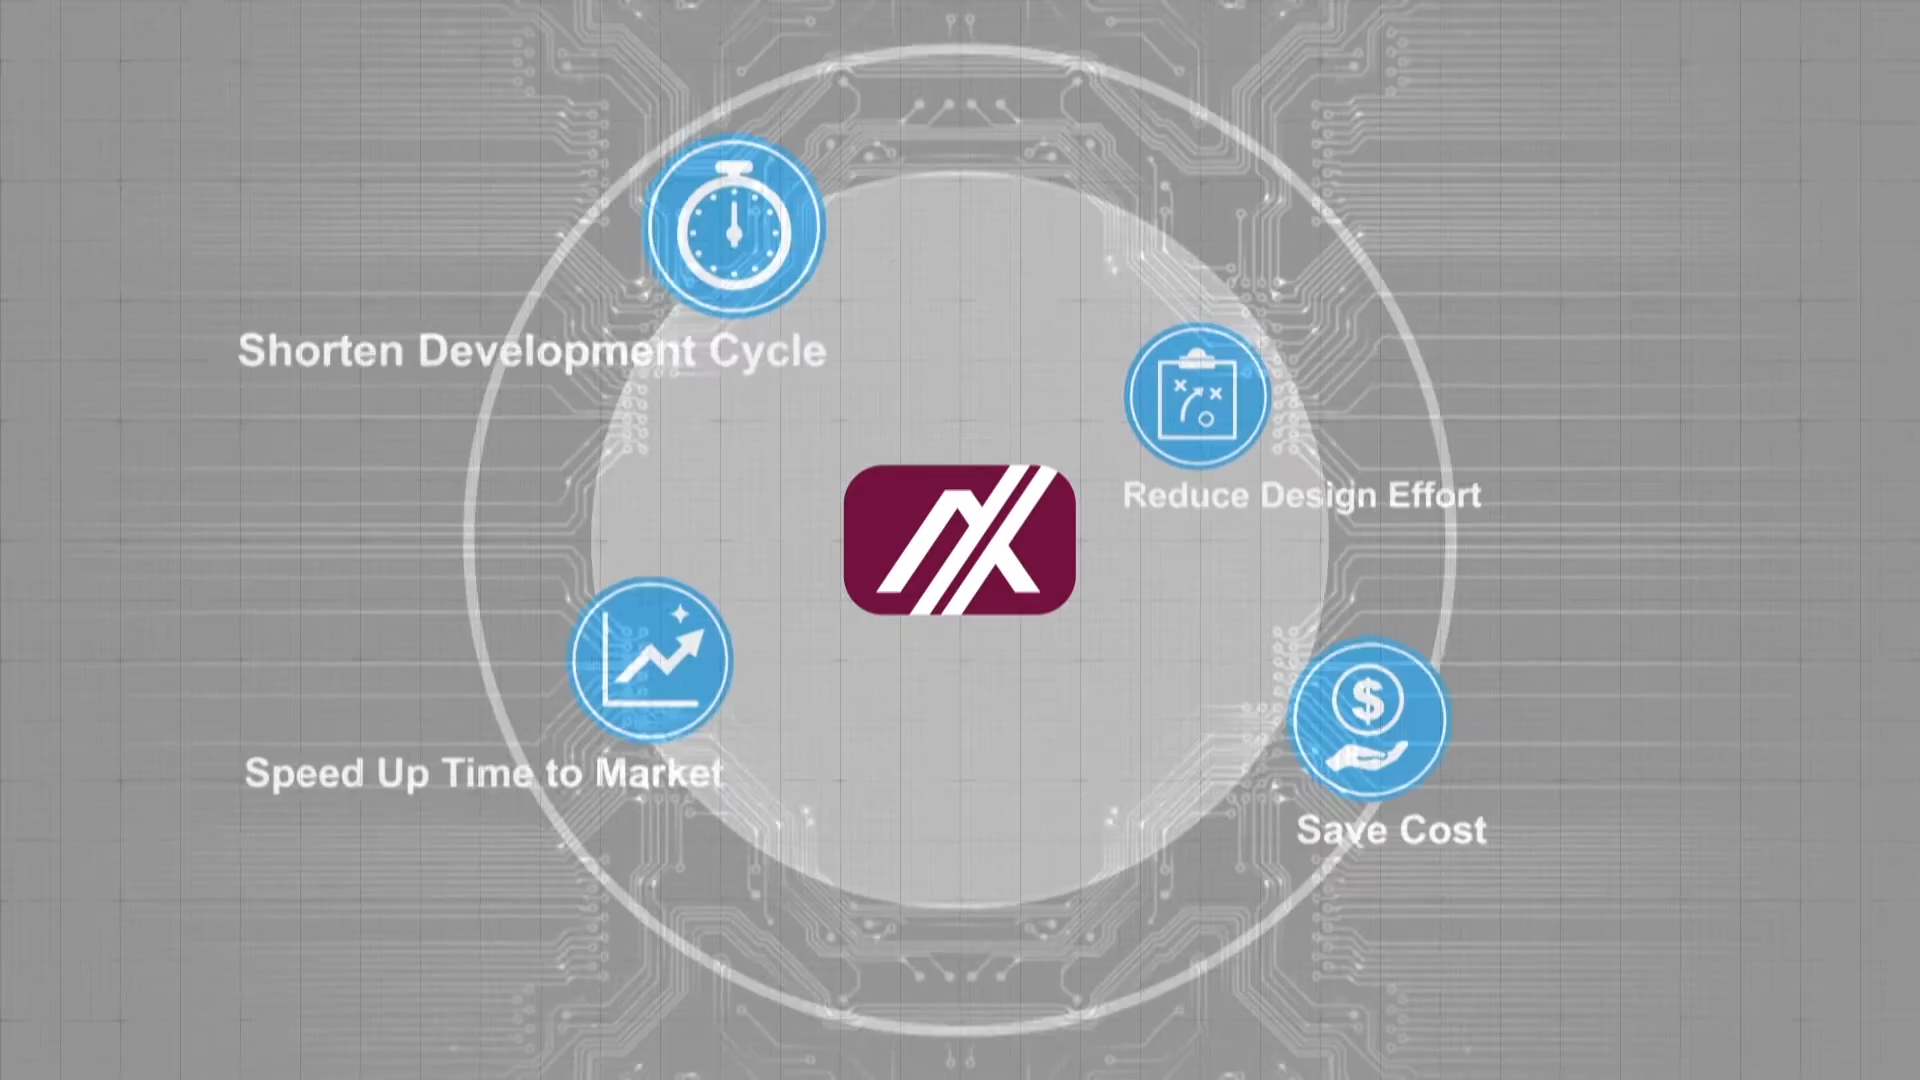 Shorten Development Cycle
Reduce Design Effort
Speed Up Time to Market
$
Save Cost